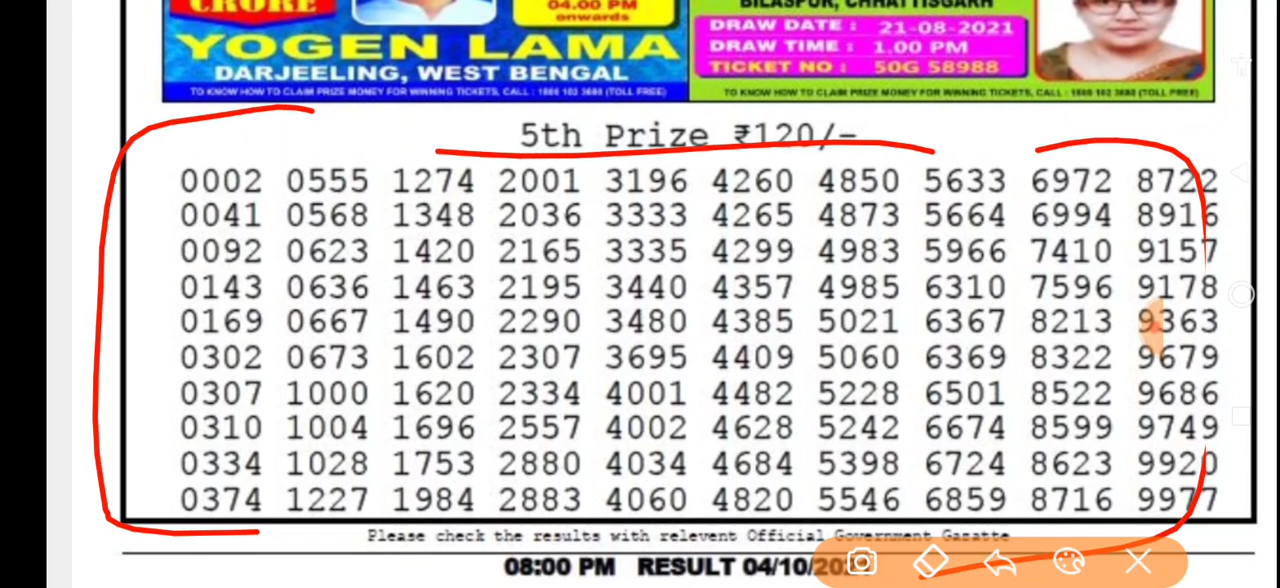 CRORE
04.00 PM
onwards
YOGEN LAMA
DARJEELING, WEST BENGAL
TO KNOW HOW TO CLAIM PRIZE MONEY FOR WINNING TICKETS, CALL : 1800 103 3680 (TOLL FREE)
BILASPUR, CHHATTISGARH
DRAW DATE : 21-08-2021
DRAW TIME : 1.00 PM
TICKET NO : 50G 58988
TO KNOW HOW TO CLAIM PRIZE MONEY FOR WINNING TICKETS, CALL : (TOLL FREE)
5th Prize ₹120/-
0002 0555 1274 2001 3196 4260 4850 5633 6972 8722
0041 0568 1348 2036 3333 4265 4873 5664 6994 8916
0092 0623 1420 2165 3335 4299 4983 5966 7410 9157
0143 0636 1463 2195 3440 4357 4985 6310 7596 9178
0169 0667 1490 2290 3480 4385 5021 6367 8213 9363
0302 0673 1602 2307 3695 4409 5060 6369 8322 9679
0307 1000 1620 2334 4001 4482 5228 6501 8522 9686
0310 1004 1696 2557 4002 4628 5242 6674 8599 9749
0334 1028 1753 2880 4034 4684 5398 6724 8623 9920
0374 1227 1984 2883 4060 4820 5546 6859 8716 9977
Please check the results with relevent Official Government Gazatte
08:00 PM RESULT 04/10/